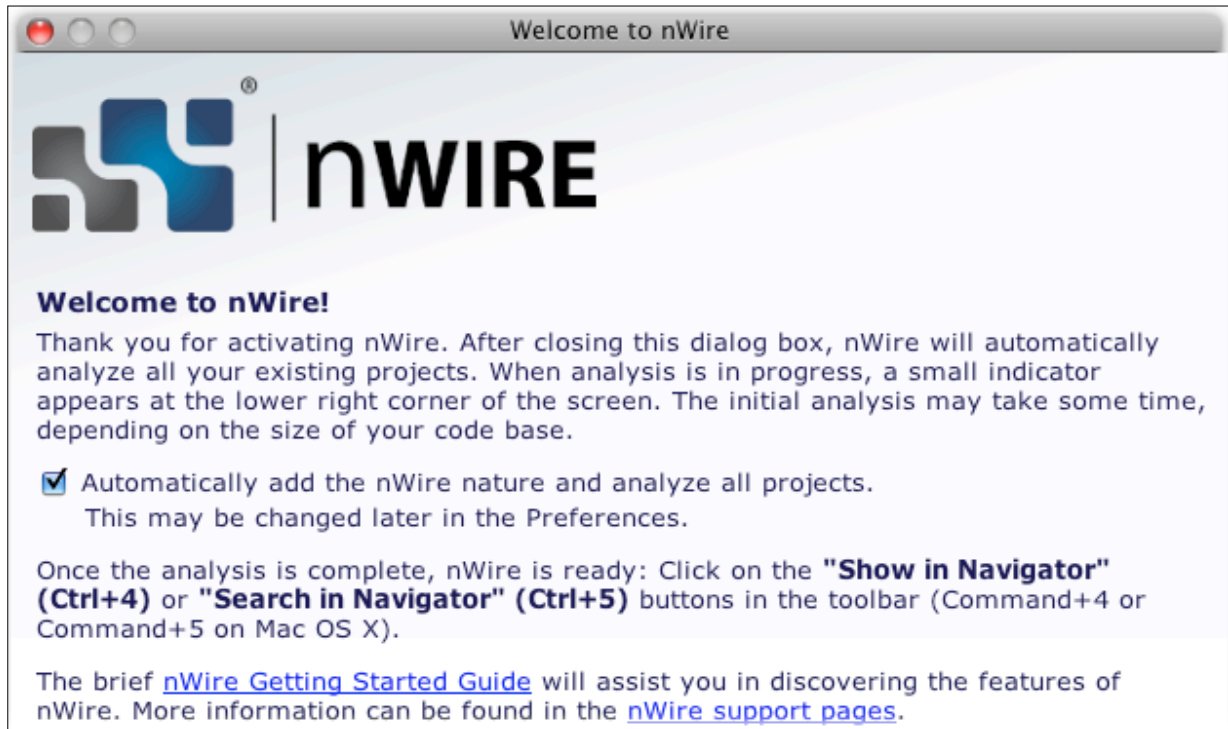 Welcome to nWire
®
nWIRE
Welcome to nWire!
Thank you for activating nWire. After closing this dialog box, nWire will automatically
analyze all your existing projects. When analysis is in progress, a small indicator
appears at the lower right corner of the screen. The initial analysis may take some time,
depending on the size of your code base.
Automatically add the nWire nature and analyze all projects.
This may be changed later in the Preferences.
Once the analysis is complete, nWire is ready: Click on the "Show in Navigator"
(Ctrl+4) or "Search in Navigator" (Ctrl+5) buttons in the toolbar (Command+4 or
Command+5 on Mac OS X).
The brief nWire Getting Started Guide will assist you in discovering the features of
nWire. More information can be found in the nWire support pages.